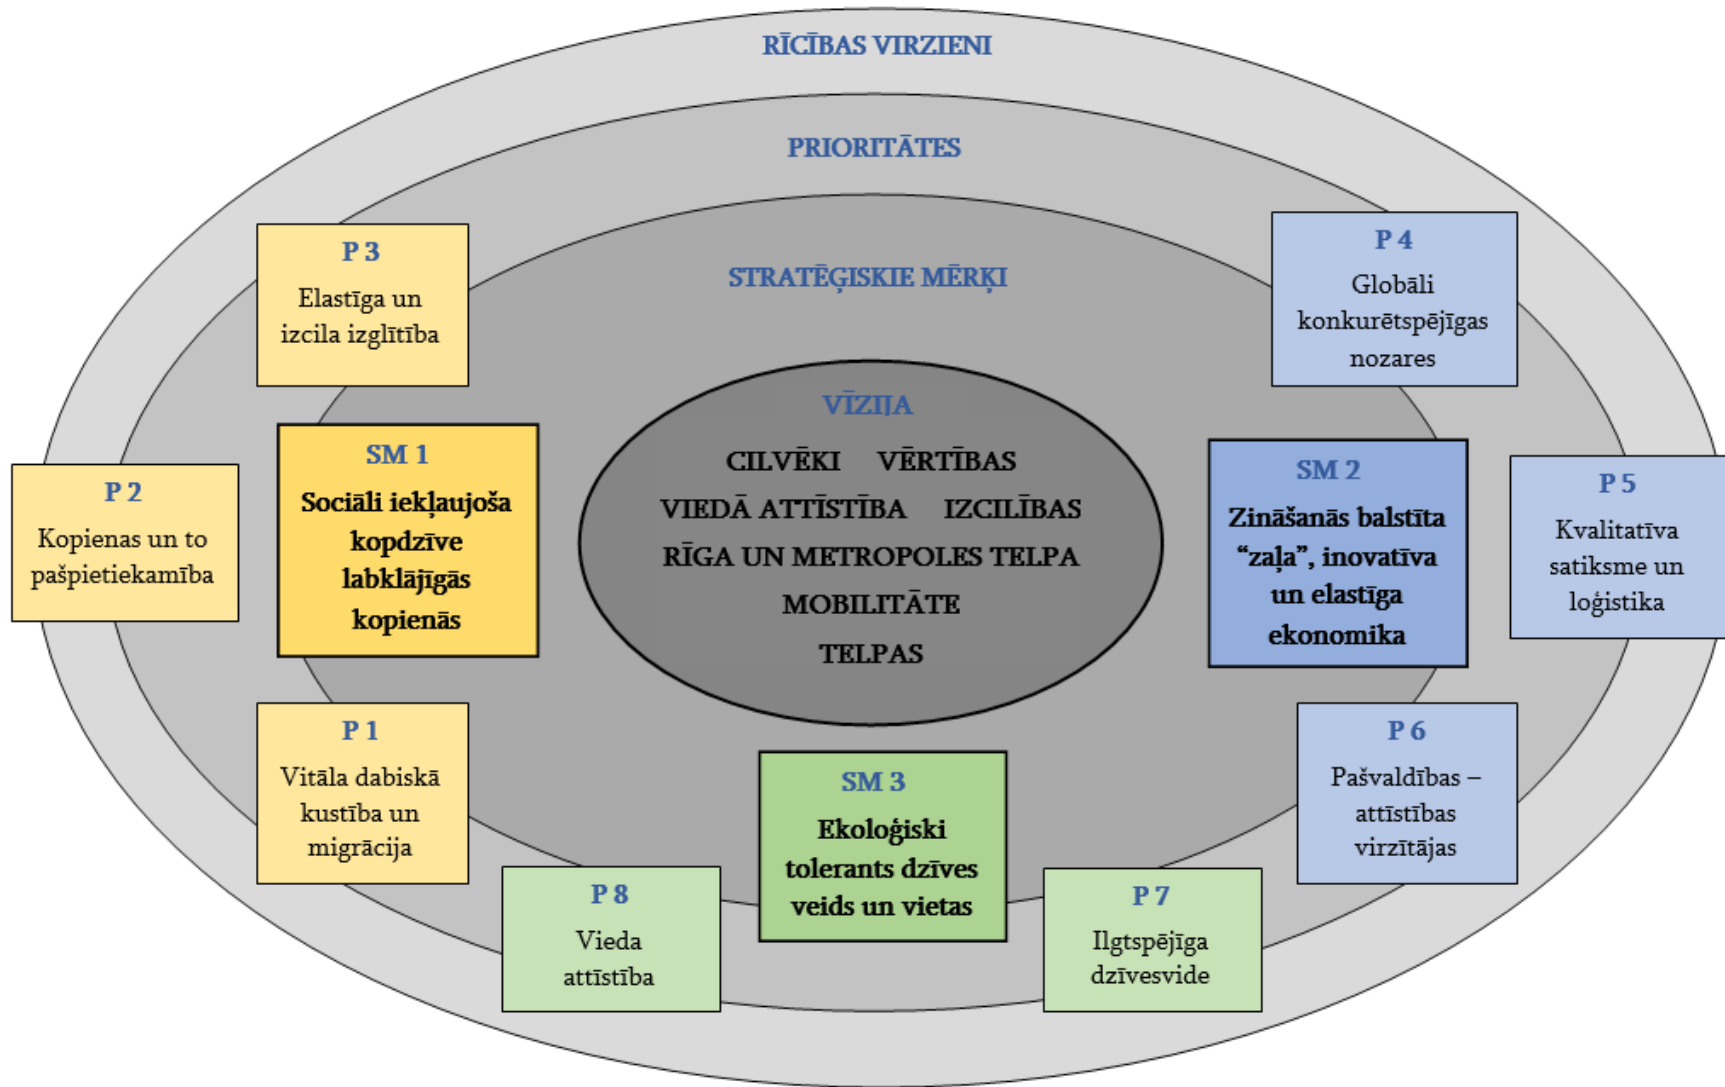 RĪCĪBAS VIRZIENI
PRIORITĀTES
STRATĒĢISKIE MĒRĶI
VĪZIJA
CILVĒKI VĒRTĪBAS
VIEDĀ ATTĪSTĪBA IZCILĪBAS
RĪGA UN METROPOLES TELPA
MOBILITĀTE
TELPAS
P 3
Elastīga un
izcila izglītība
P 4
Globāli
konkurētspējīgas
nozares
SM 1
Sociāli iekļaujoša
kopdzīve
labklājīgās
kopienās
SM 2
Zināšanās balstīta
“zaļa”, inovatīva
un elastīga
ekonomika
P 2
Kopienas un to
pašpietiekamība
P 5
Kvalitatīva
satiksme un
loģistika
P 1
Vitāla dabiskā
kustība un
migrācija
SM 3
Ekoloģiski
tolerants dzīves
veids un vietas
P 6
Pašvaldības –
attīstības
virzītājas
P 8
Vieda
attīstība
P 7
Ilgtspējīga
dzīvesvide